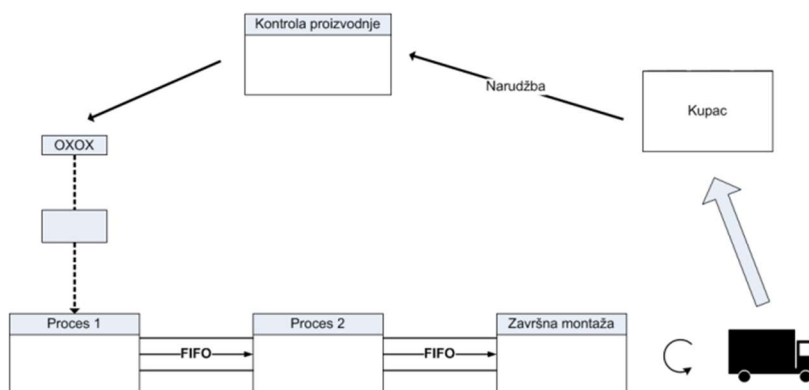 Kontrola proizvodnje
Narudžba
Kupac
OXOX
Proces 1
FIFO
Proces 2
FIFO
Završna montaža